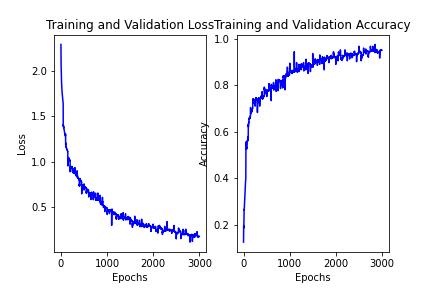 Training and Validation Loss
Training and Validation Accuracy
Loss
2.0
1.5
1.0
0.5
0
1000
2000
3000
Epochs
Accuracy
1.0
0.8
0.6
0.4
0.2
0
1000
2000
3000
Epochs